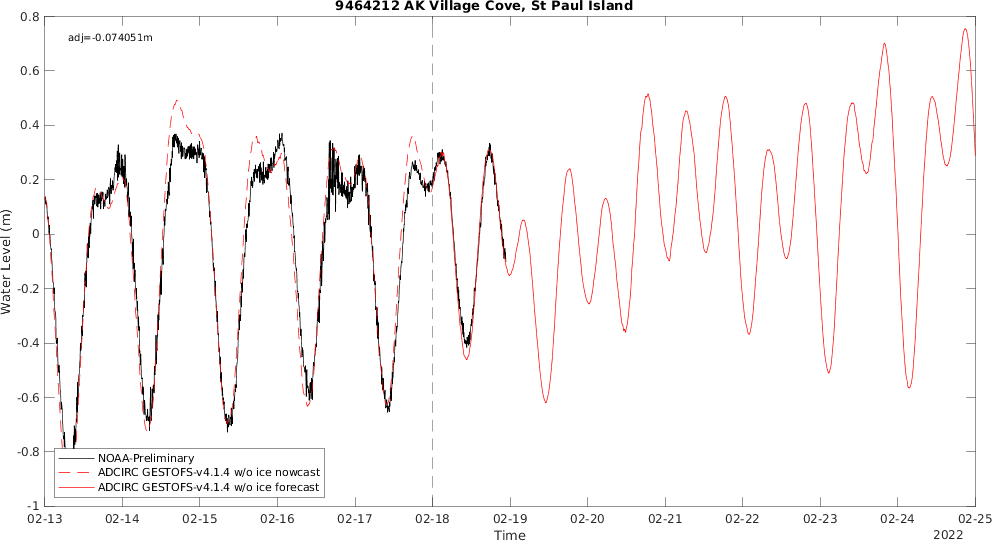 9464212 AK Village Cove, St Paul Island
adj=-0.074051m
Water Level (m)
0.8
0.6
0.4
0.2
0
-0.2
-0.4
-0.6
-0.8
-1
NOAA-Preliminary
ADCIRC GESTOFS-v4.1.4 w/o ice nowcast
ADCIRC GESTOFS-v4.1.4 w/o ice forecast
02-13 02-14 02-15 02-16 02-17 02-18 02-19 02-20 02-21 02-22 02-23 02-24 02-25
Time
2022